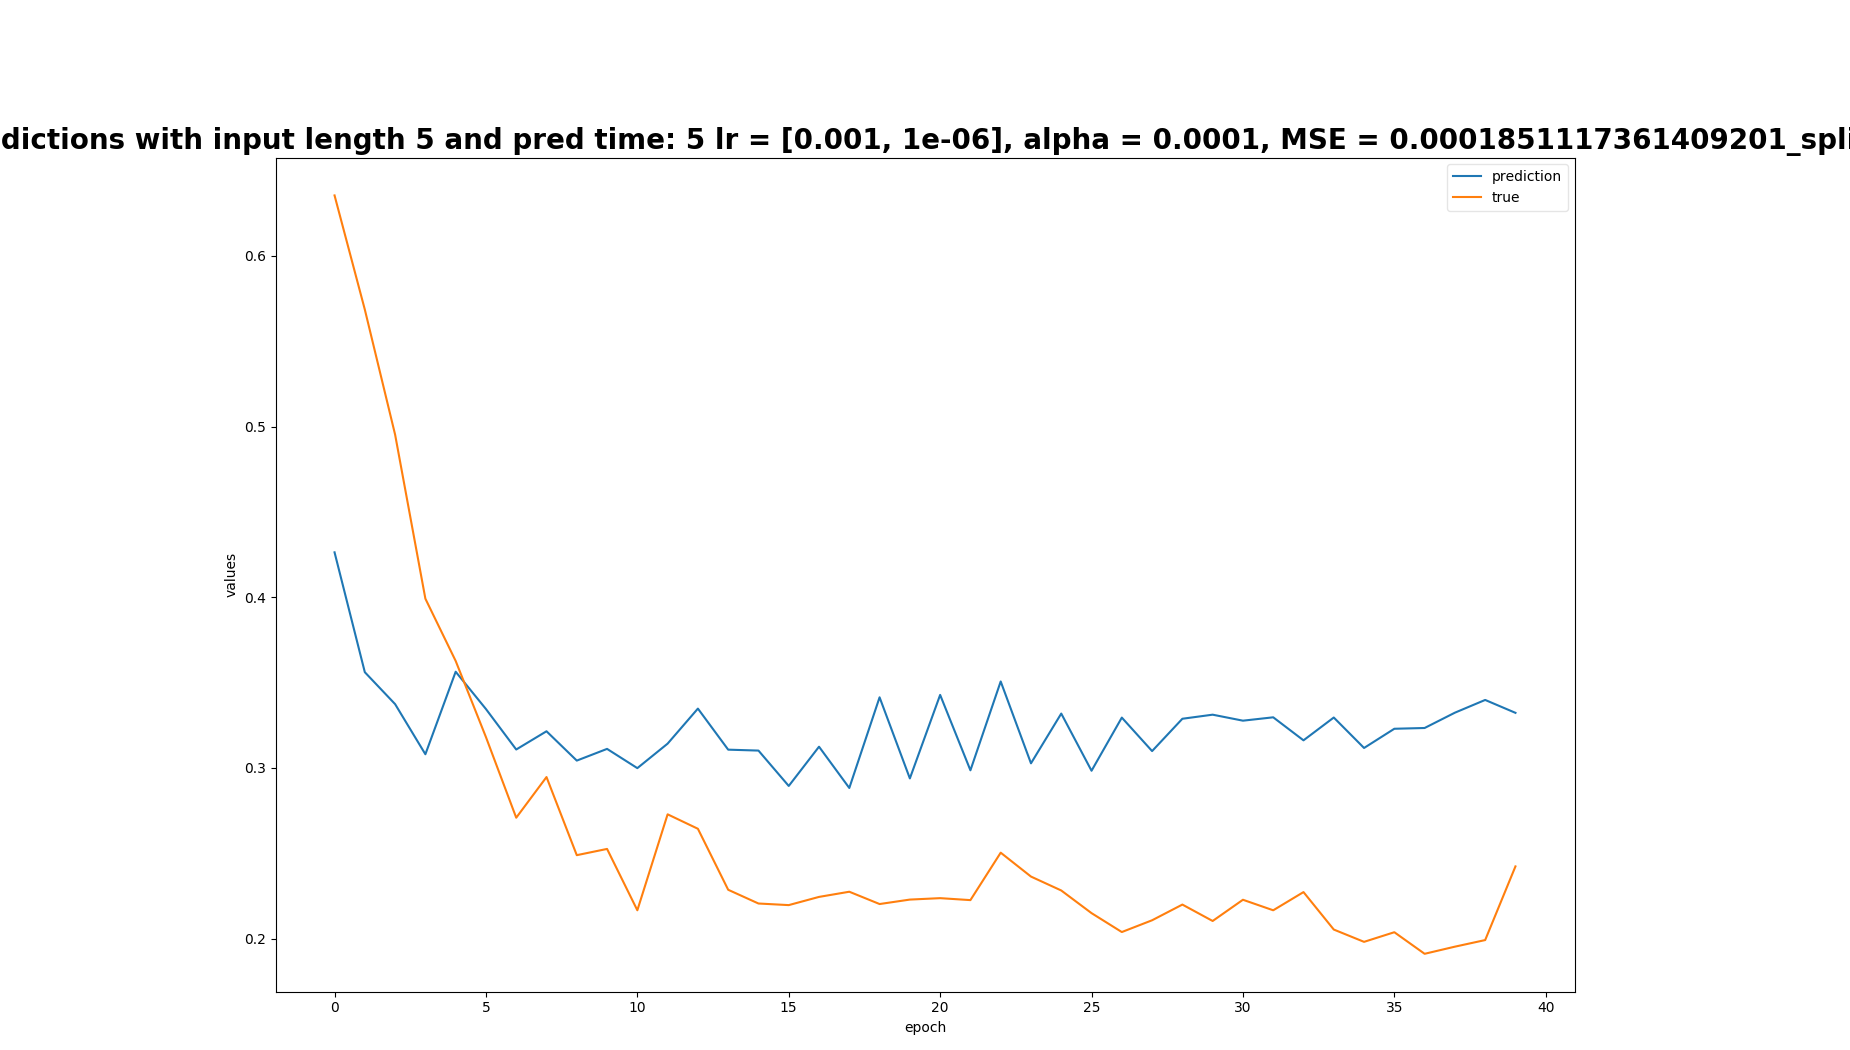 dictions with input length 5 and pred time: 5 lr = [0.001, 1e-06], alpha = 0.0001, MSE = 0.0001851117361409201_spli
prediction
true
0.6
0.5
0.4
0.3
0.2
values
0
5
10
15
20
25
30
35
40
epoch